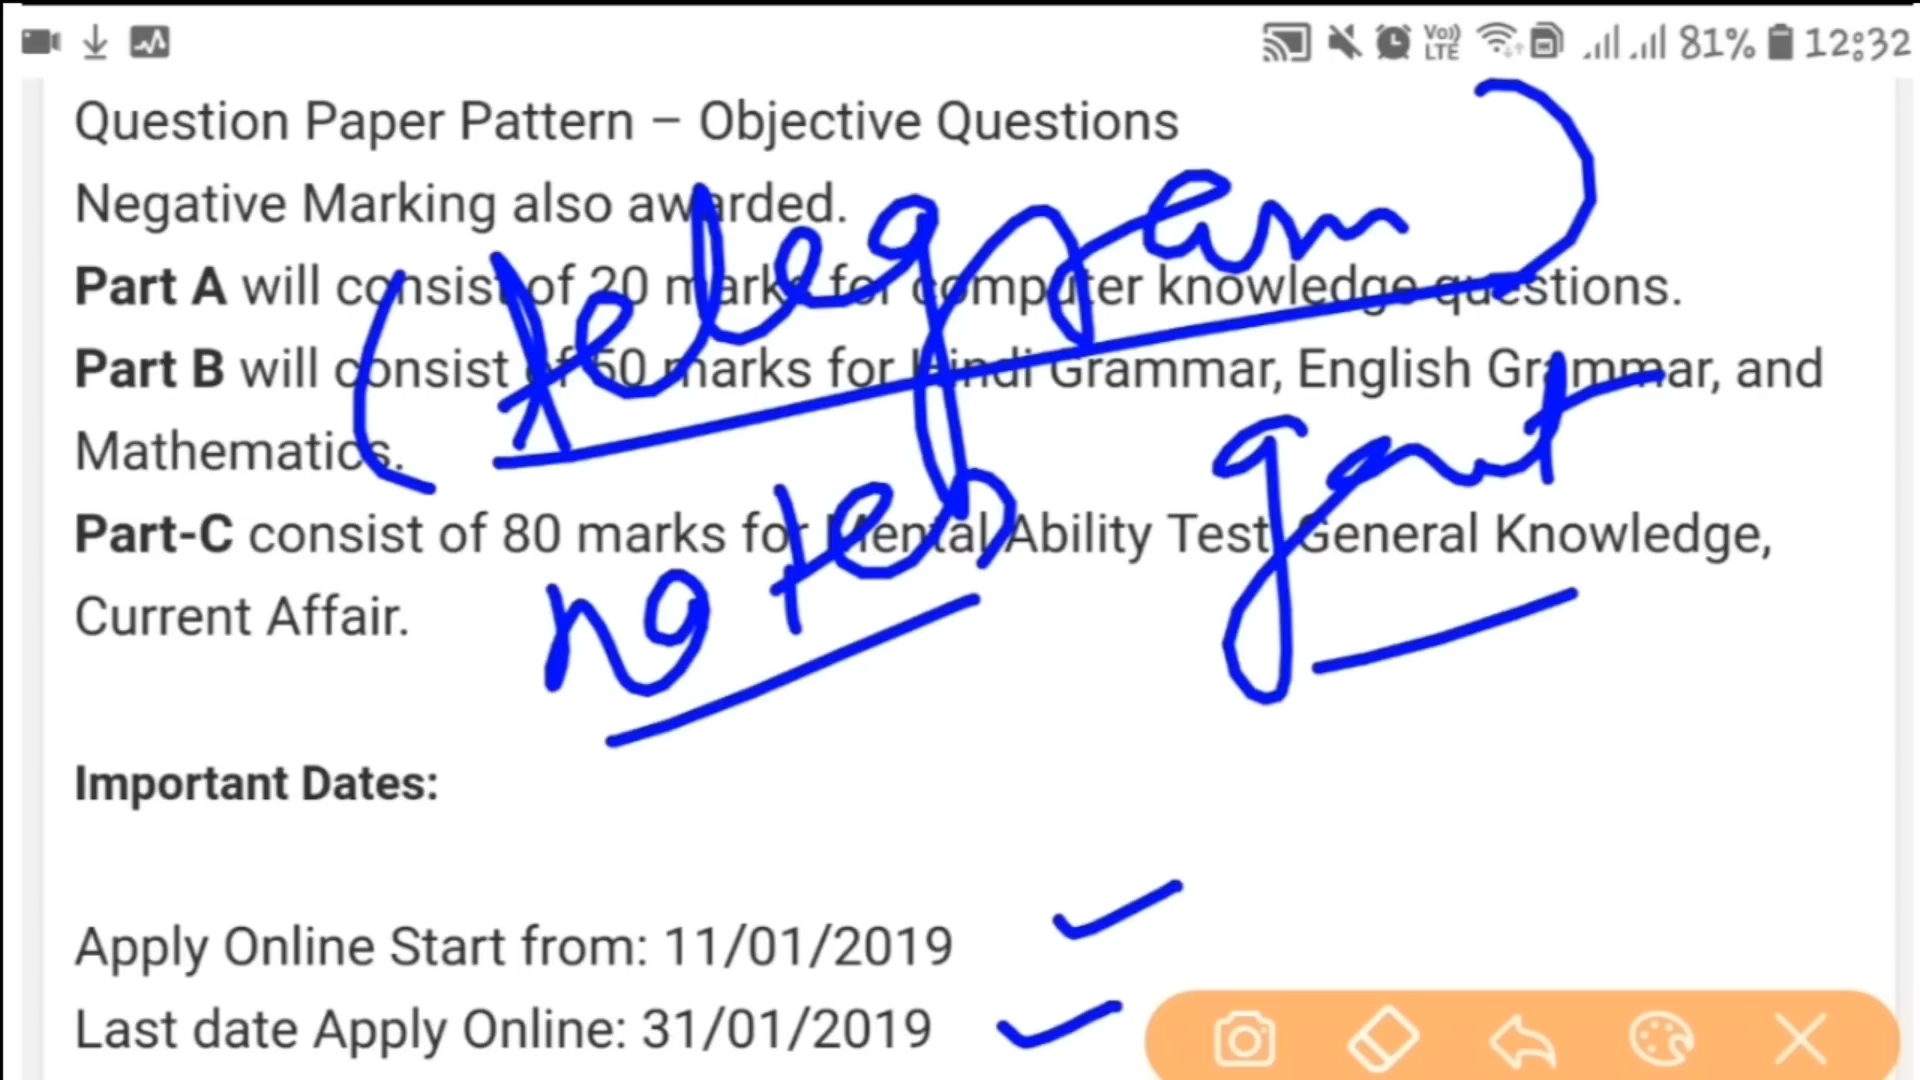 Vo)) LTE 81% 12:32
Question Paper Pattern – Objective Questions
Negative Marking also awarded.
Part A will consist of 20 marks for computer knowledge questions.
Part B will consist of 50 marks for Hindi Grammar, English Grammar, and
Mathematics.
Part-C consist of 80 marks for Mental Ability Test, General Knowledge,
Current Affair.
(telegram)
notes
Important Dates:
Apply Online Start from: 11/01/2019
Last date Apply Online: 31/01/2019